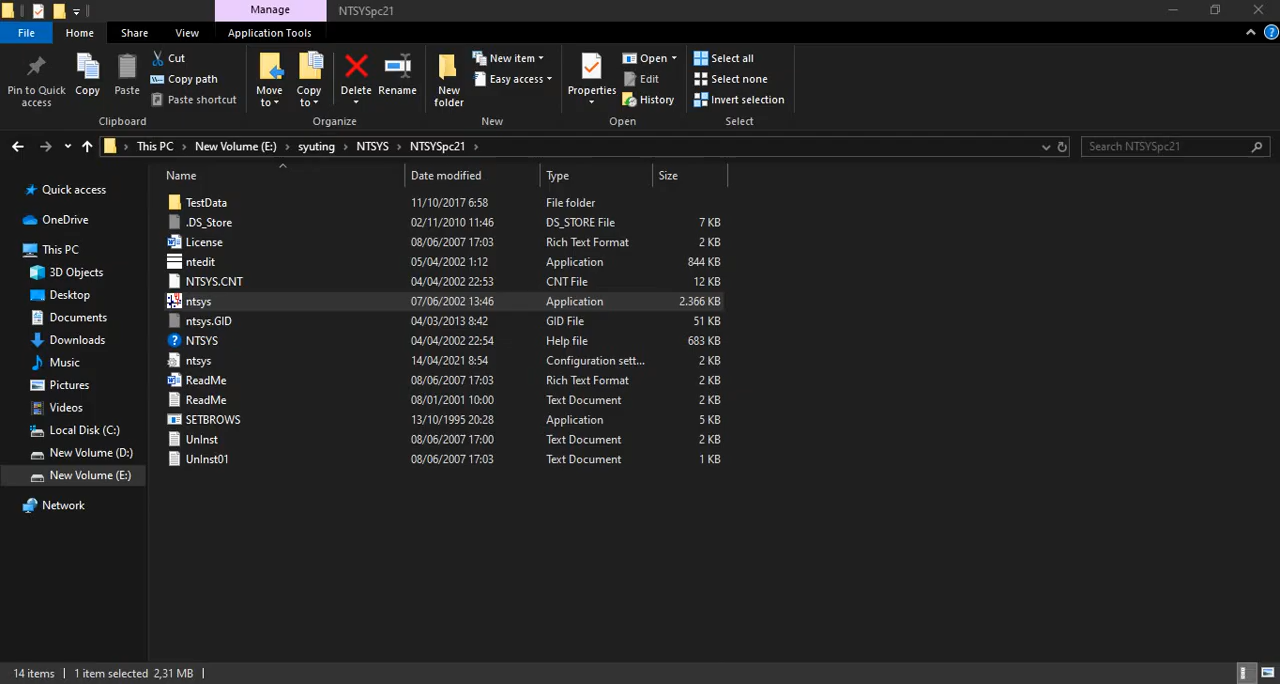 Manage
NTSYSpc21
File
Home
Share
View
Application Tools
Pin to Quick access
Copy
Paste
Cut
Copy path
Paste shortcut
Clipboard
Move to
Copy to
Delete
Rename
Organize
New folder
New item
Easy access
New
Properties
Open
Edit
History
Open
Select all
Select none
Invert selection
Select
This PC
New Volume (E:)
syuting
NTSYS
NTSYSpc21
Search NTSYSpc21
Quick access
OneDrive
This PC
3D Objects
Desktop
Documents
Downloads
Music
Pictures
Videos
Local Disk (C:)
New Volume (D:)
New Volume (E:)
Network
Name Date modified Type Size
TestData 11/10/2017 6:58 File folder
.DS_Store 02/11/2010 11:46 DS_STORE File 7 KB
License 08/06/2007 17:03 Rich Text Format 2 KB
ntedit 05/04/2002 1:12 Application 844 KB
NTSYS.CNT 04/04/2002 22:53 CNT File 12 KB
ntsys 07/06/2002 13:46 Application 2.366 KB
ntsys.GID 04/03/2013 8:42 GID File 51 KB
NTSYS 04/04/2002 22:54 Help file 683 KB
ntsys 14/04/2021 8:54 Configuration sett... 2 KB
ReadMe 08/06/2007 17:03 Rich Text Format 2 KB
ReadMe 08/01/2001 10:00 Text Document 2 KB
SETBROWS 13/10/1995 20:28 Application 5 KB
UnInst 08/06/2007 17:00 Text Document 2 KB
UnInst01 08/06/2007 17:03 Text Document 1 KB
14 items
1 item selected 2,31 MB